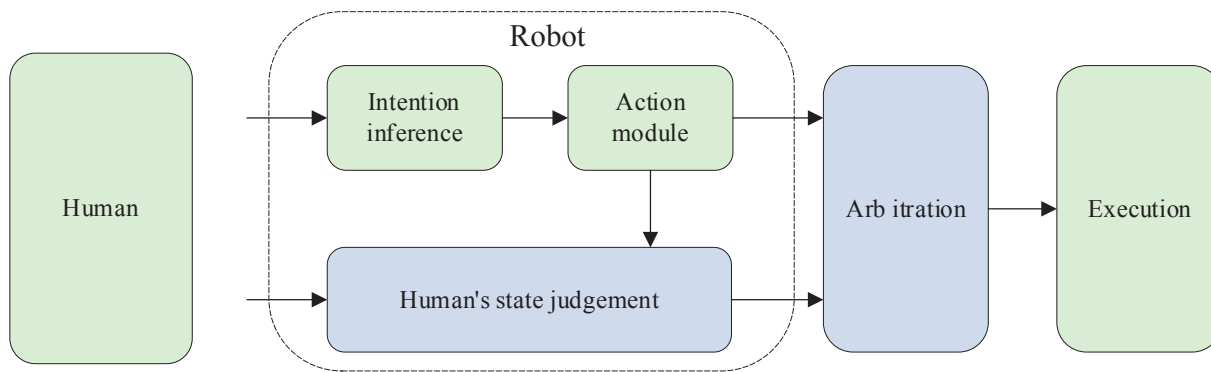 Robot
Human
Intention
inference
Action
module
Human's state judgement
Arb itration
Execution